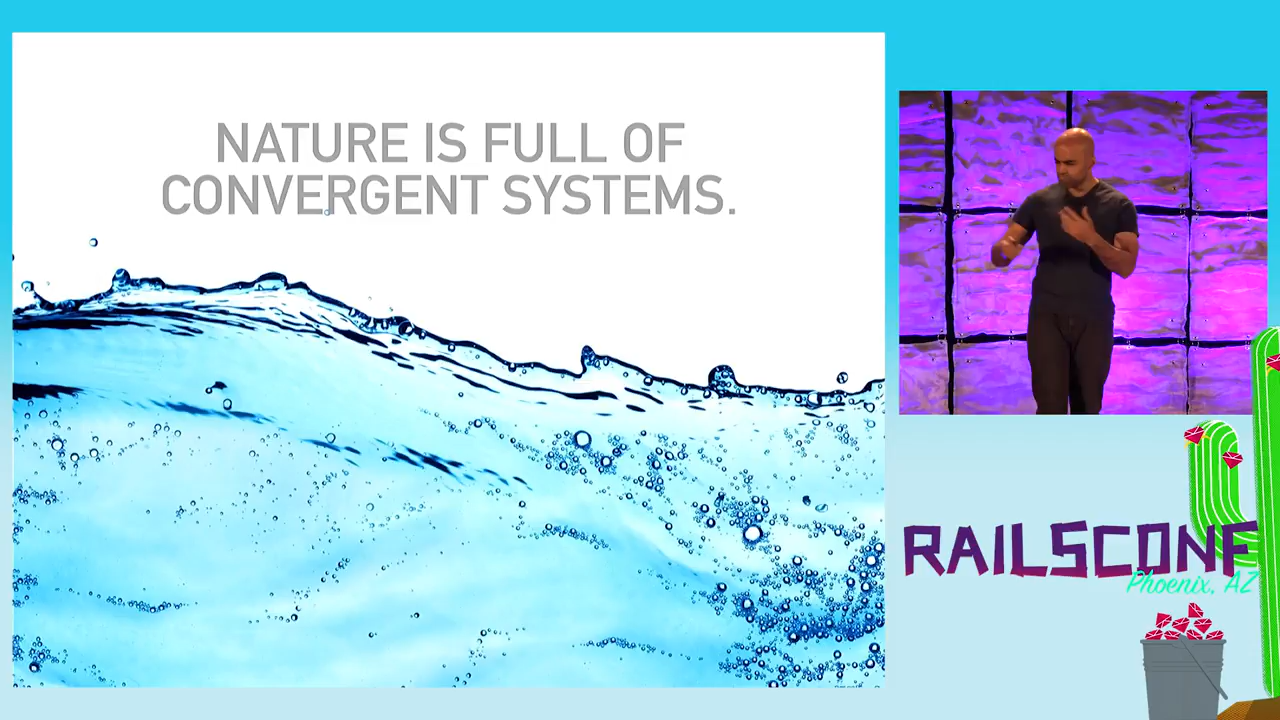 NATURE IS FULL OF
CONVERGENT SYSTEMS.
RAILSCONF
Phoenix, AZ